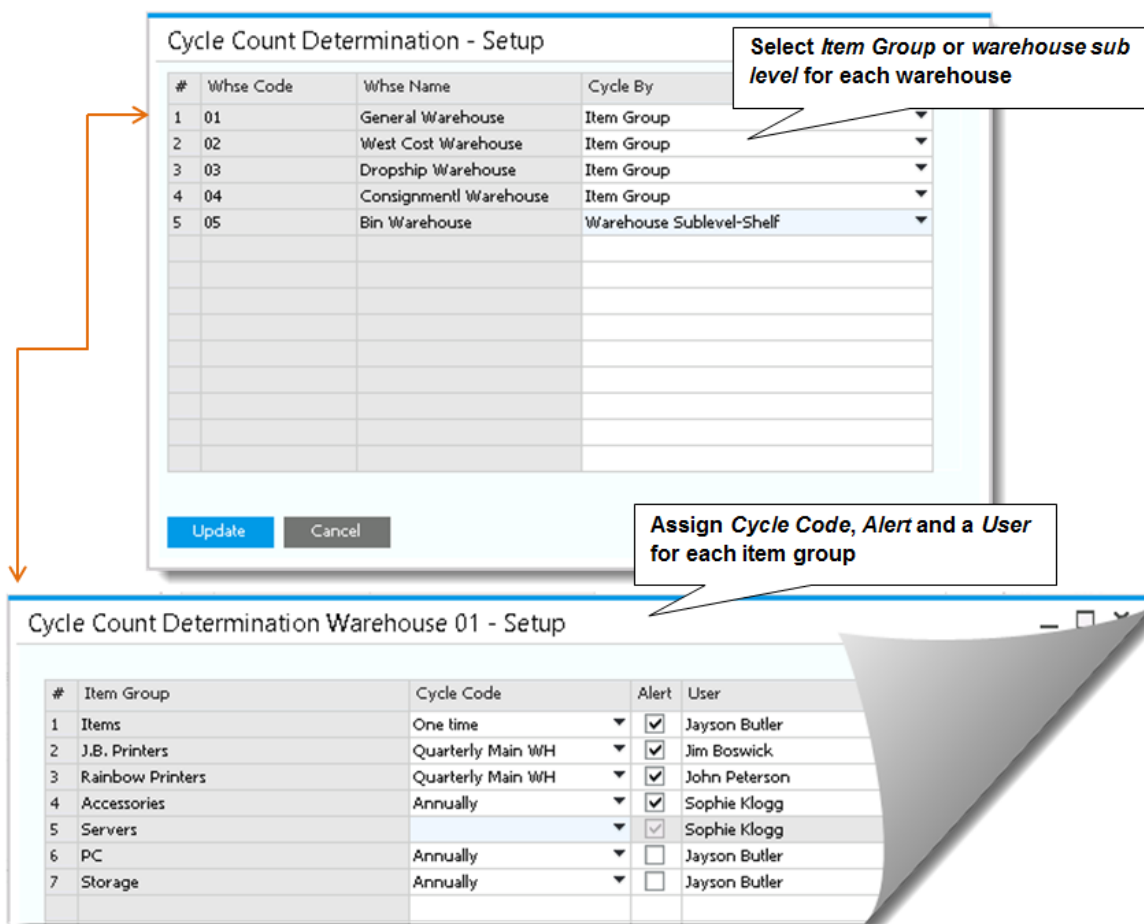 Cycle Count Determination - Setup
Select Item Group or warehouse sub
level for each warehouse
# Whse Code Whse Name Cycle By
1 01 General Warehouse Item Group
2 02 West Cost Warehouse Item Group
3 03 Dropship Warehouse Item Group
4 04 Consignmentl Warehouse Item Group
5 05 Bin Warehouse Warehouse Sublevel-Shelf
Update Cancel
Assign Cycle Code, Alert and a User
for each item group
Cycle Count Determination Warehouse 01 - Setup
# Item Group Cycle Code Alert User
1 Items One time Jayson Butler
2 J.B. Printers Quarterly Main WH Jim Boswick
3 Rainbow Printers Quarterly Main WH John Peterson
4 Accessories Annually Sophie Klogg
5 Servers Sophie Klogg
6 PC Annually Jayson Butler
7 Storage Annually Jayson Butler